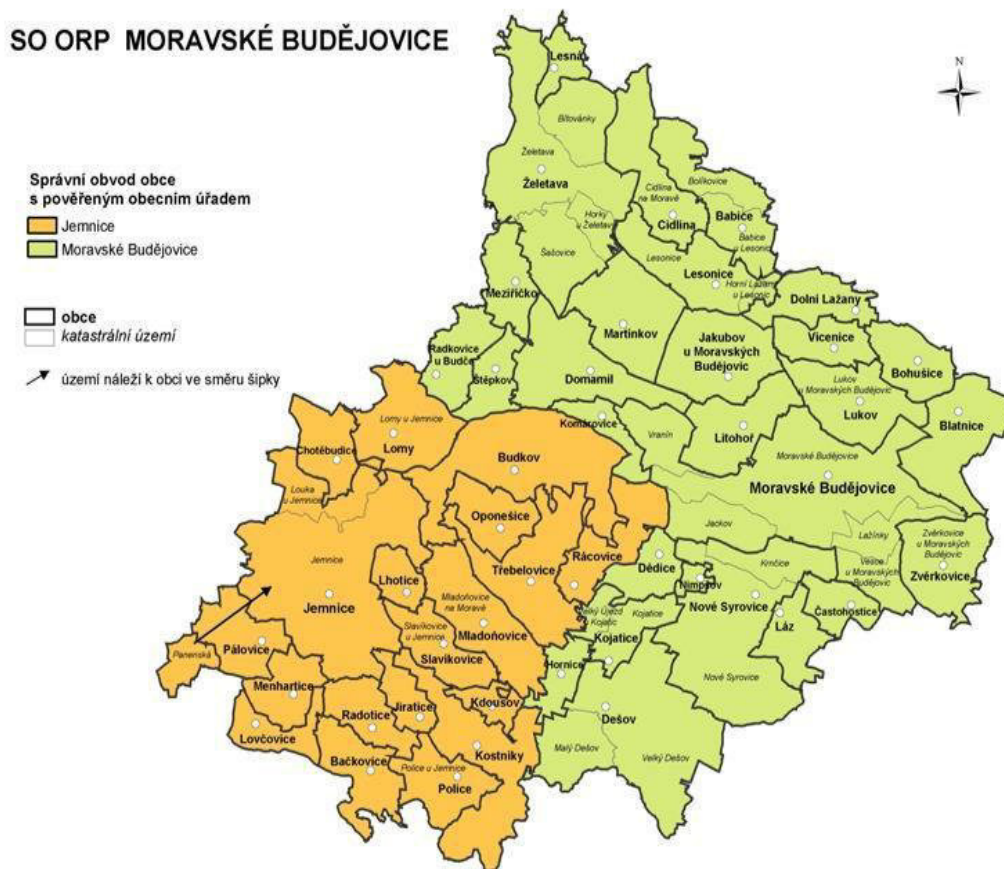 SO ORP MORAVSKÉ BUDĚJOVICE
N
Správní obvod obce
s pověřeným obecním úřadem
Jemnice
Moravské Budějovice
obce
katastrální území
území náleží k obci ve směru šipky
Lesná
Bítovánky
Želetava
Želetava
Horky
u Želetavy
Šašovice
Cidlina
na Moravě
Cidlina
Bolíkovice
Babice
Babice
u Lesonic
Lesonice
Lesonice
Horní Lažany
u Lesonic
Dolní Lažany
Meziříčko
Martínkov
Jakubov
u Moravských
Budějovic
Vícenice
Bohušice
Radkovice
u Budče
Štěpkov
Domamil
Lukov
u Moravských Budějovic
Lukov
Blatnice
Lomy u Jemnice
Lomy
Komárovice
Vranín
Litohoř
Chotěbudice
Budkov
Moravské Budějovice
Moravské Budějovice
Louka
u Jemnice
Oponešice
Jackov
Lažínky
Zvěrkovice
u Moravských
Budějovic
Zvěrkovice
Jemnice
Jemnice
Lhotice
Třebelovice
Rácovice
Dědice
Nimpšov
Krnčice
Vesce
u Moravských
Budějovic
Nové Syrovice
Mladoňovice
na Moravě
Mladoňovice
Velký Újezd
u Kojatic
Kojatice
Kojatice
Láz
Častohostice
Slavíkovice
u Jemnice
Slavíkovice
Panenská
Pálovice
Hornice
Nové Syrovice
Menhartice
Radotice
Jiratice
Kdousov
Dešov
Lovčovice
Bačkovice
Kostníky
Malý Dešov
Velký Dešov
Police u Jemnice
Police